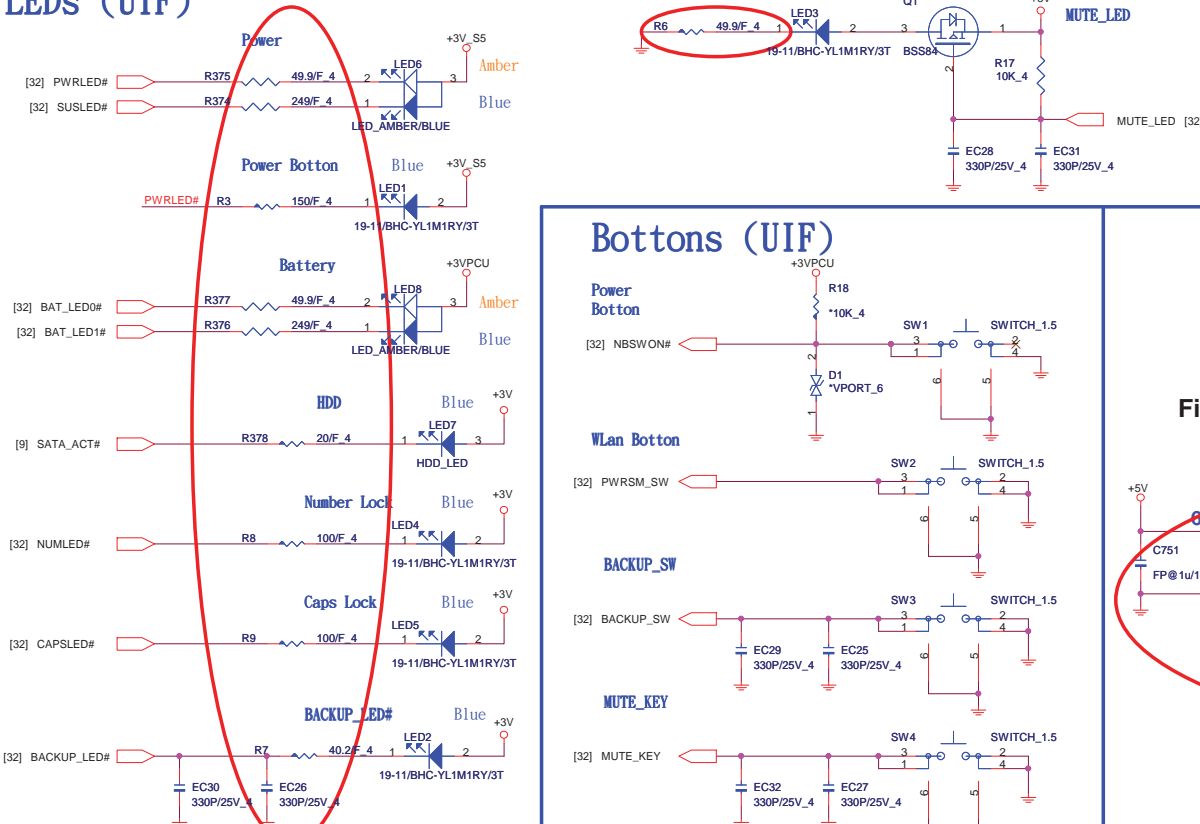 LEDs (UIF)
Power
+3V_S5
[32] PWRLED# R375 49.9/F_4 2 LED6 3 Amber
[32] SUSLED# R374 249/F_4 1 Blue
LED_AMBER/BLUE
Power Botton Blue +3V_S5
PWRLED# R3 150/F_4 1 LED1 2
19-11/BHC-YL1M1RY/3T
Battery +3VPCU
[32] BAT_LED0# R377 49.9/F_4 2 LED8 3 Amber
[32] BAT_LED1# R376 249/F_4 1 Blue
LED_AMBER/BLUE
HDD Blue +3V
[9] SATA_ACT# R378 20/F_4 1 LED7 3
HDD_LED
Number Lock Blue +3V
[32] NUMLED# R8 100/F_4 1 LED4 2
19-11/BHC-YL1M1RY/3T
Caps Lock Blue +3V
[32] CAPSLED# R9 100/F_4 1 LED5 2
19-11/BHC-YL1M1RY/3T
BACKUP_LED# Blue +3V
[32] BACKUP_LED# R7 40.2/F_4 1 LED2 2
19-11/BHC-YL1M1RY/3T
EC30 EC26
330P/25V_4 330P/25V_4
R6 49.9/F_4 1 LED3 2 3 Q1 1
19-11/BHC-YL1M1RY/3T BSS84
2
MUTE_LED
R17
10K_4
MUTE_LED [32
EC28 EC31
330P/25V_4 330P/25V_4
Bottons (UIF)
+3VPCU
Power
Botton
R18
*10K_4
[32] NBSWON# SW1 SWITCH_1.5
3 2
1 4
6 5
2
D1
*VPORT_6
1
WLan Botton
[32] PWRSM_SW SW2 SWITCH_1.5
3 2
1 4
6 5
BACKUP_SW
[32] BACKUP_SW SW3 SWITCH_1.5
3 2
1 4
6 5
EC29 EC25
330P/25V_4 330P/25V_4
MUTE_KEY
[32] MUTE_KEY SW4 SWITCH_1.5
3 2
1 4
6 5
EC32 EC27
330P/25V_4 330P/25V_4
Fi
+5V
C751
FP@1u/1